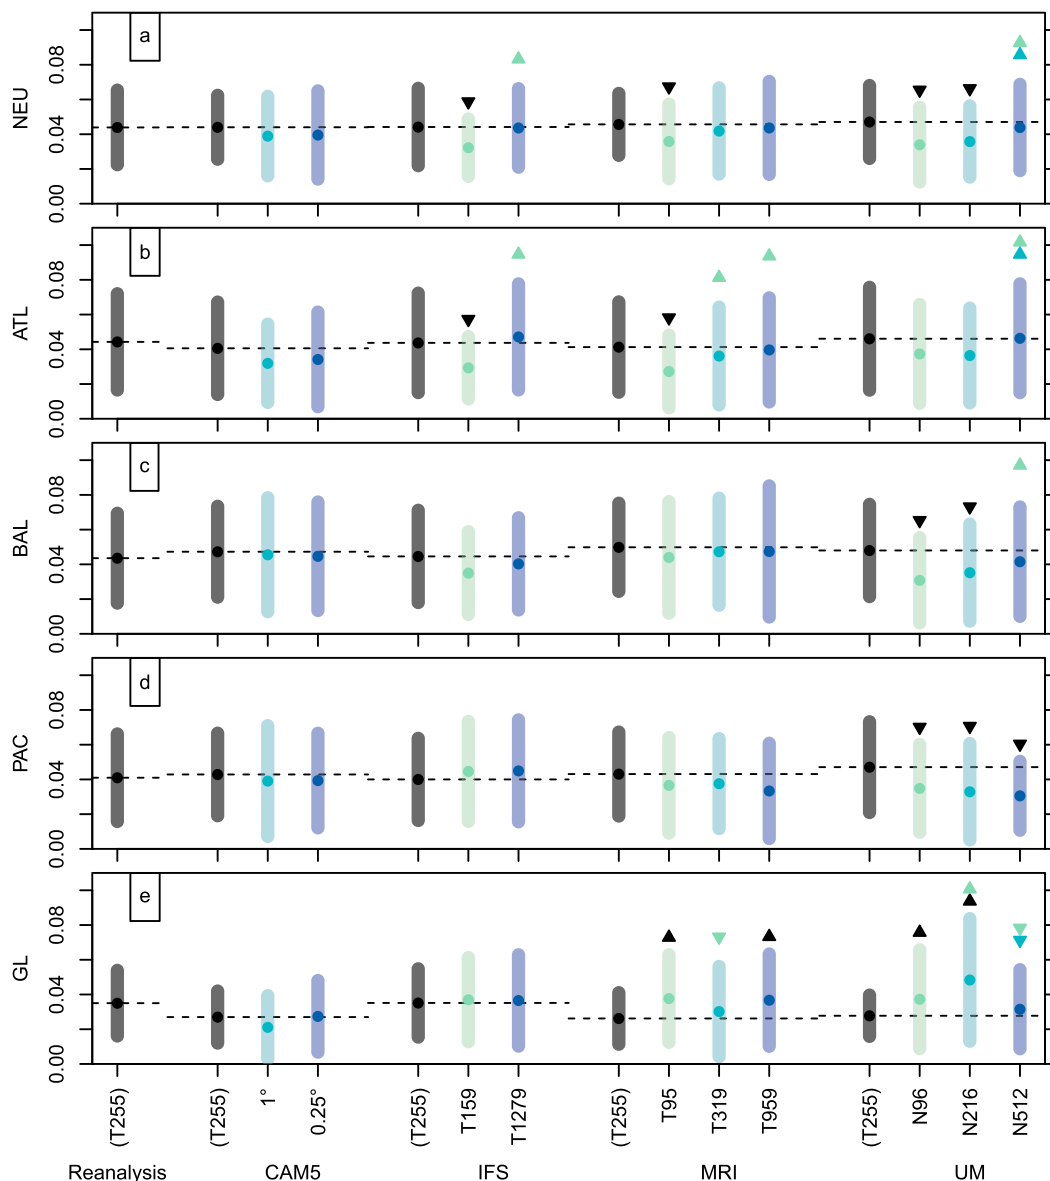 a
NEU
0.00 0.04 0.08
b
ATL
0.00 0.04 0.08
c
BAL
0.00 0.04 0.08
d
PAC
0.00 0.04 0.08
e
GL
0.00 0.04 0.08
(T255) (T255) 1° 0.25° (T255) T159 T1279 (T255) T95 T319 T959 (T255) N96 N216 N512
Reanalysis CAM5 IFS MRI UM